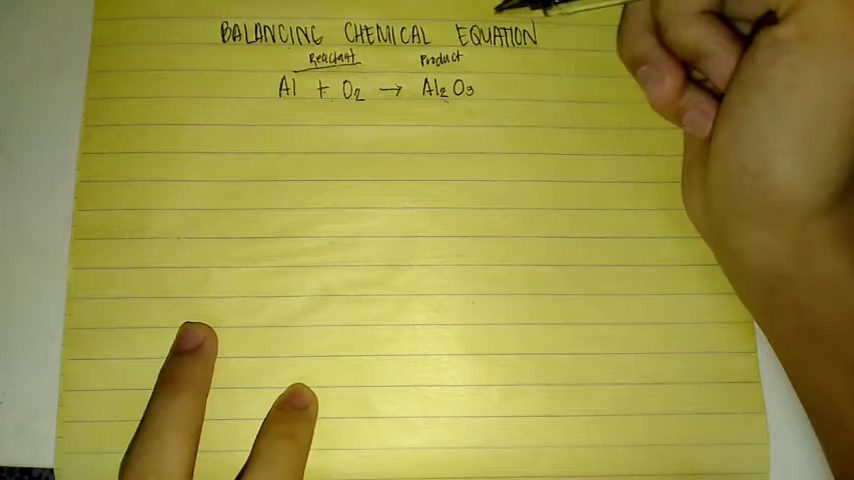 BALANCING CHEMICAL EQUATION
Reactant Product
Al + O₂ → Al₂O₃